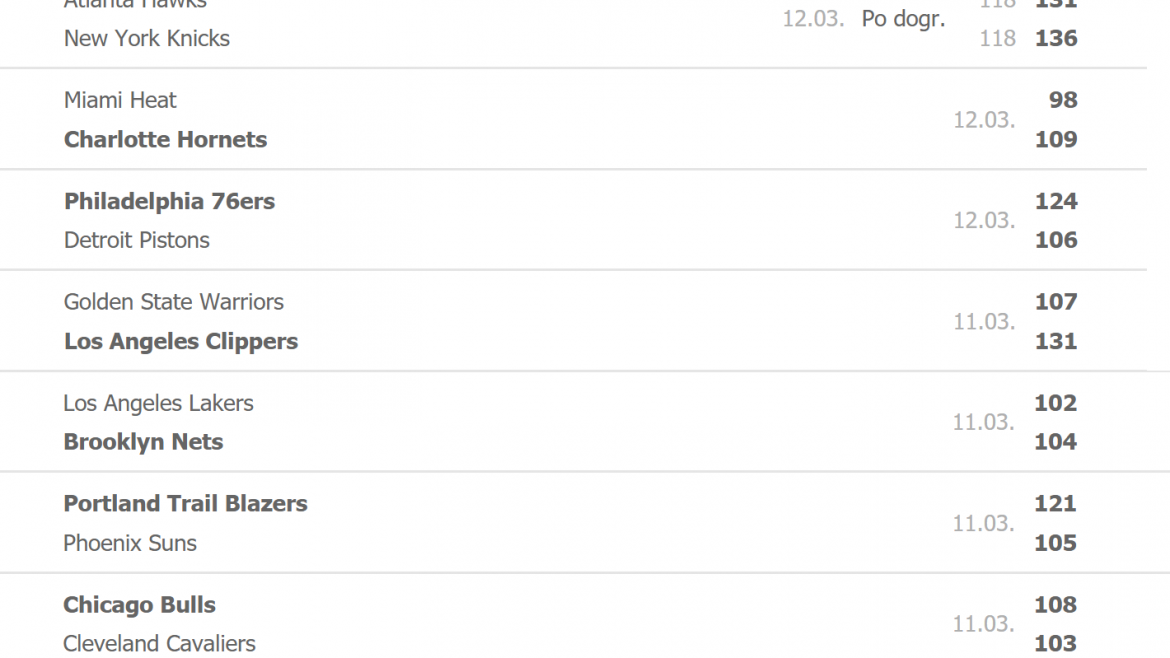 Atlanta Hawks 118 131
12.03. Po dogr.
New York Knicks 118 136
Miami Heat 98
12.03.
Charlotte Hornets 109
Philadelphia 76ers 124
12.03.
Detroit Pistons 106
Golden State Warriors 107
11.03.
Los Angeles Clippers 131
Los Angeles Lakers 102
11.03.
Brooklyn Nets 104
Portland Trail Blazers 121
11.03.
Phoenix Suns 105
Chicago Bulls 108
11.03.
Cleveland Cavaliers 103